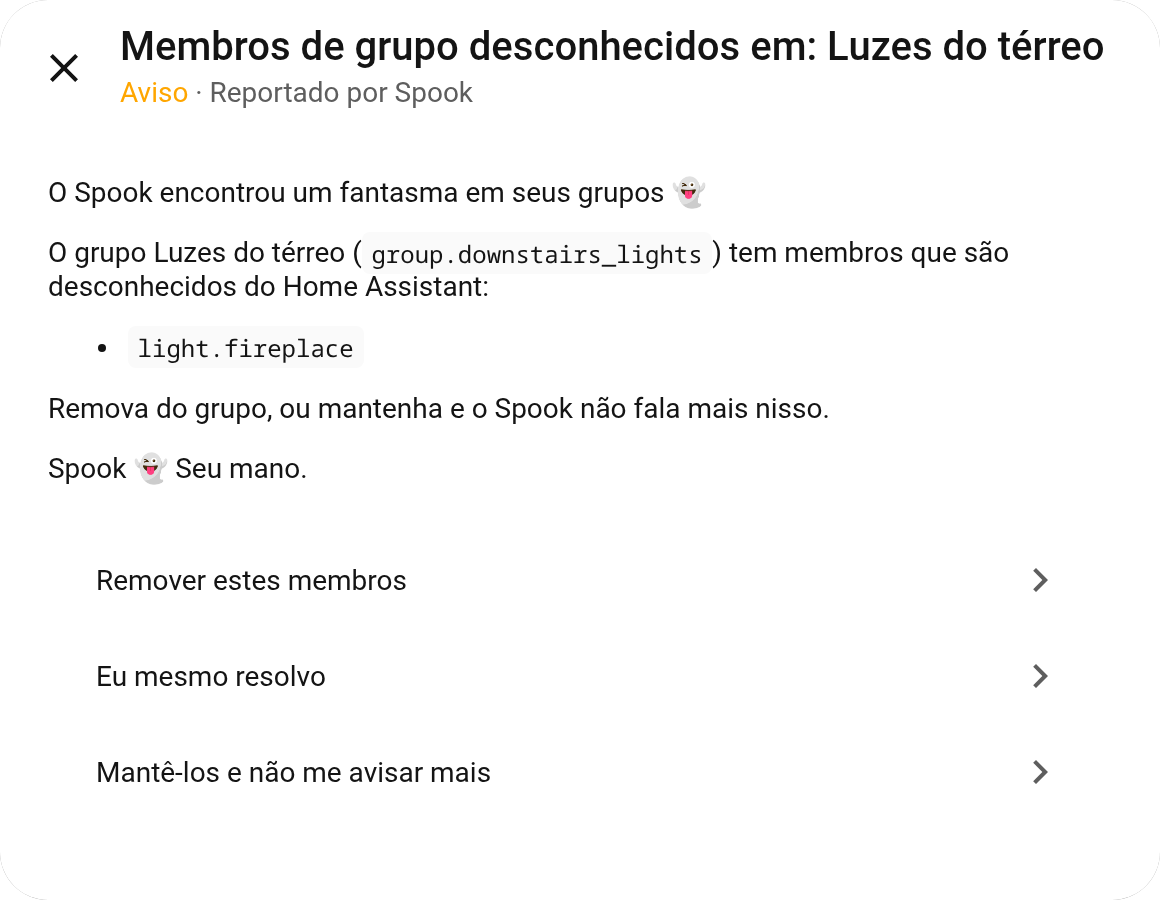 Membros de grupo desconhecidos em: Luzes do térreo
Aviso · Reportado por Spook
O Spook encontrou um fantasma em seus grupos 👻
O grupo Luzes do térreo ( group.downstairs_lights ) tem membros que são
desconhecidos do Home Assistant:
• light.fireplace
Remova do grupo, ou mantenha e o Spook não fala mais nisso.
Spook 👻 Seu mano.
Remover estes membros
Eu mesmo resolvo
Mantê-los e não me avisar mais